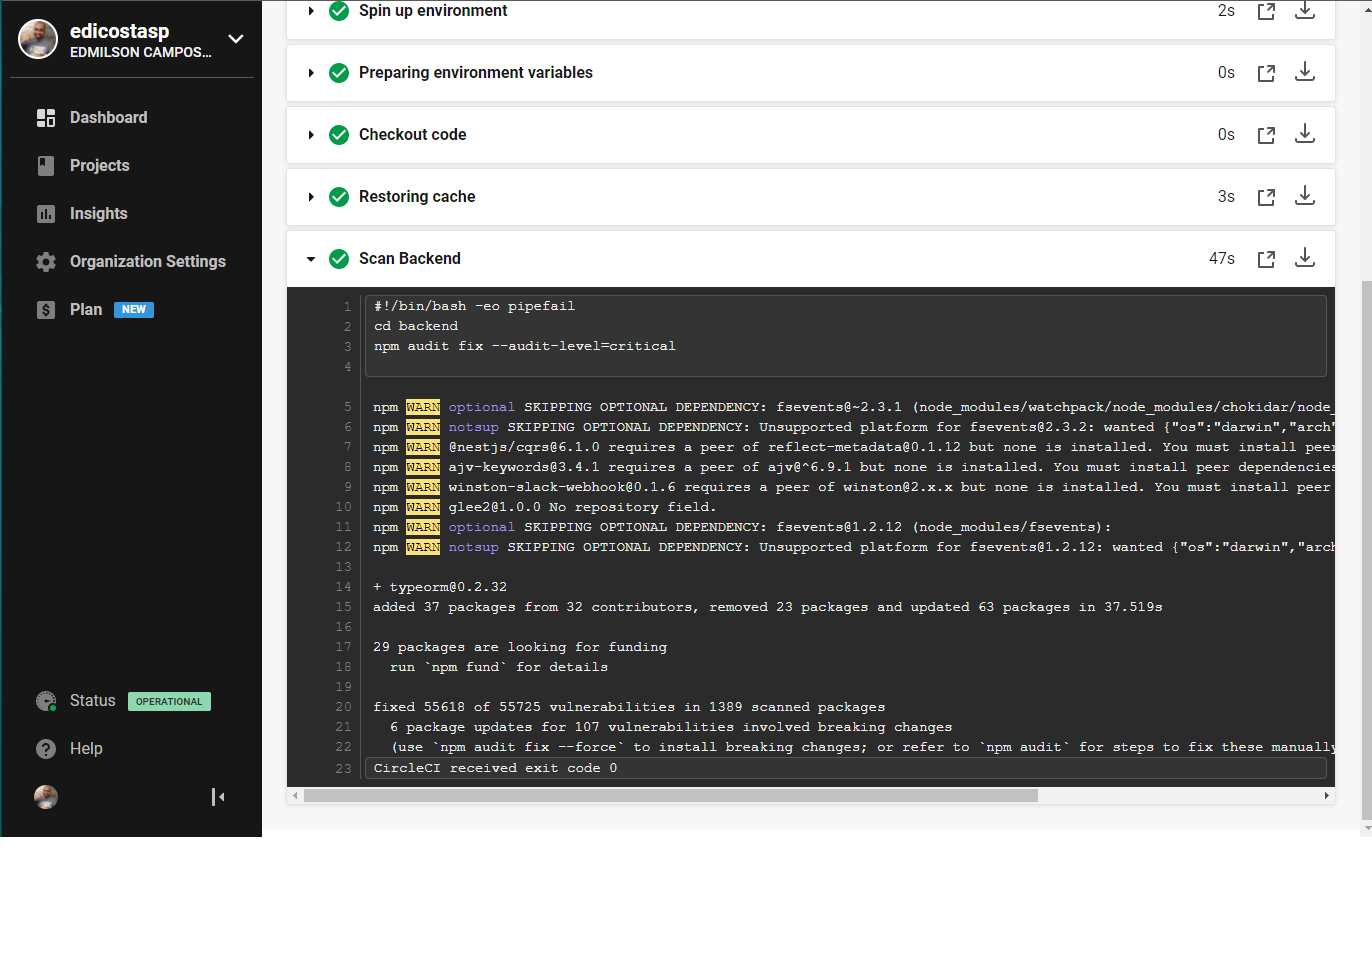 edicostasp
EDMILSON CAMPOS...
Dashboard
Projects
Insights
Organization Settings
Plan NEW
Status OPERATIONAL
Help
Spin up environment 2s
Preparing environment variables 0s
Checkout code 0s
Restoring cache 3s
Scan Backend 47s
1 #!/bin/bash -eo pipefail
2 cd backend
3 npm audit fix --audit-level=critical
4
5 npm WARN optional SKIPPING OPTIONAL DEPENDENCY: fsevents@~2.3.1 (node_modules/watchpack/node_modules/chokidar/node_
6 npm WARN notsup SKIPPING OPTIONAL DEPENDENCY: Unsupported platform for fsevents@2.3.2: wanted {"os":"darwin","arch"
7 npm WARN @nestjs/cqrs@6.1.0 requires a peer of reflect-metadata@0.1.12 but none is installed. You must install peer
8 npm WARN ajv-keywords@3.4.1 requires a peer of ajv@^6.9.1 but none is installed. You must install peer dependencies
9 npm WARN winston-slack-webhook@0.1.6 requires a peer of winston@2.x.x but none is installed. You must install peer
10 npm WARN glee2@1.0.0 No repository field.
11 npm WARN optional SKIPPING OPTIONAL DEPENDENCY: fsevents@1.2.12 (node_modules/fsevents):
12 npm WARN notsup SKIPPING OPTIONAL DEPENDENCY: Unsupported platform for fsevents@1.2.12: wanted {"os":"darwin","arch
13
14 + typeorm@0.2.32
15 added 37 packages from 32 contributors, removed 23 packages and updated 63 packages in 37.519s
16
17 29 packages are looking for funding
18 run `npm fund` for details
19
20 fixed 55618 of 55725 vulnerabilities in 1389 scanned packages
21 6 package updates for 107 vulnerabilities involved breaking changes
22 (use `npm audit fix --force` to install breaking changes; or refer to `npm audit` for steps to fix these manually
23 CircleCI received exit code 0